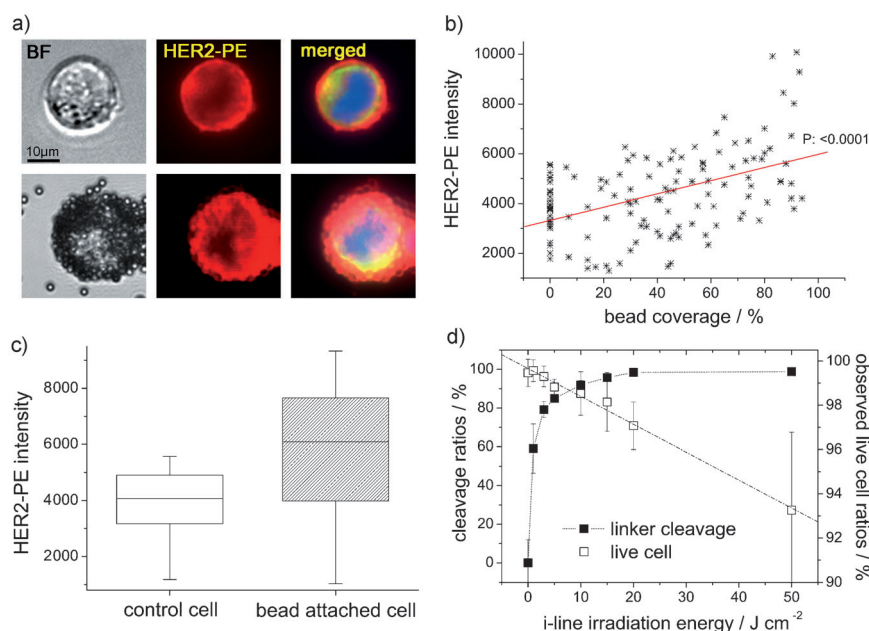 a)
BF
HER2-PE
merged
10μm
b)
HER2-PE intensity
10000
8000
6000
4000
2000
P: <0.0001
0
20
40
60
80
100
bead coverage / %
c)
HER2-PE intensity
8000
6000
4000
2000
control cell
bead attached cell
d)
cleavage ratios / %
100
80
60
40
20
0
linker cleavage
live cell
100
99
98
96
94
92
90
observed live cell ratios / %
0
10
20
30
40
50
i-line irradiation energy / J cm⁻²